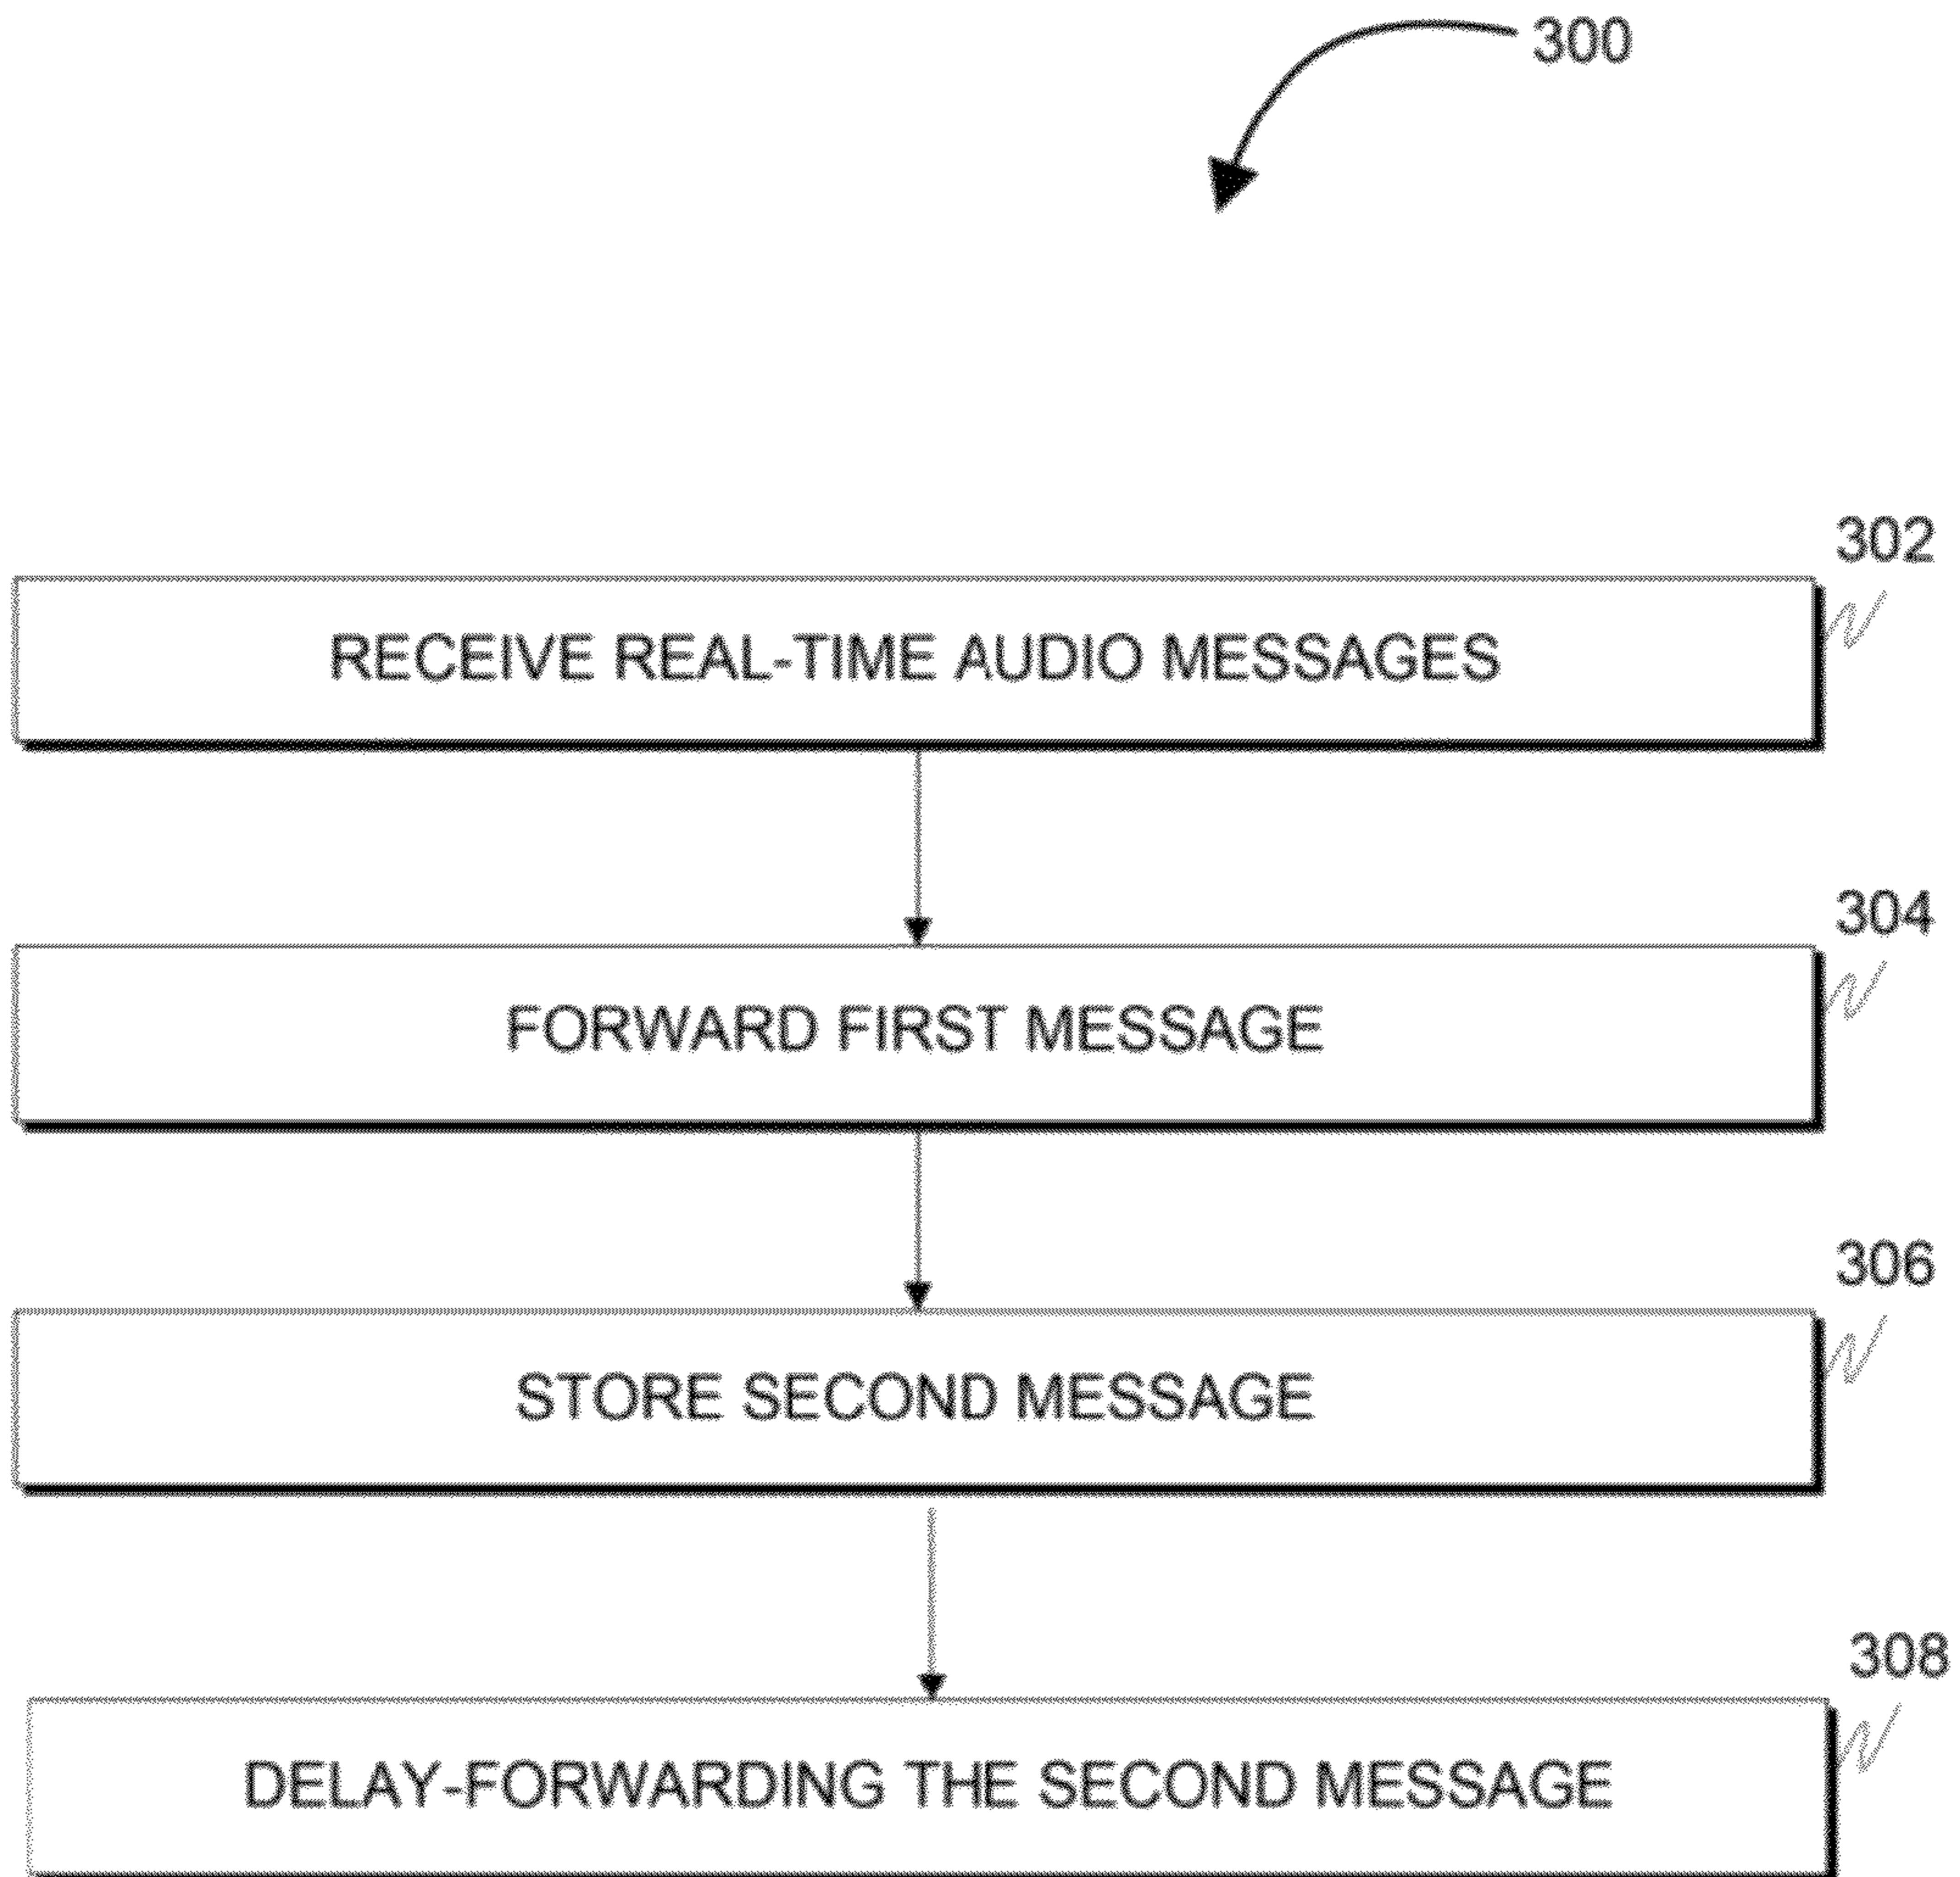 300
302
RECEIVE REAL-TIME AUDIO MESSAGES
304
FORWARD FIRST MESSAGE
306
STORE SECOND MESSAGE
308
DELAY-FORWARDING THE SECOND MESSAGE